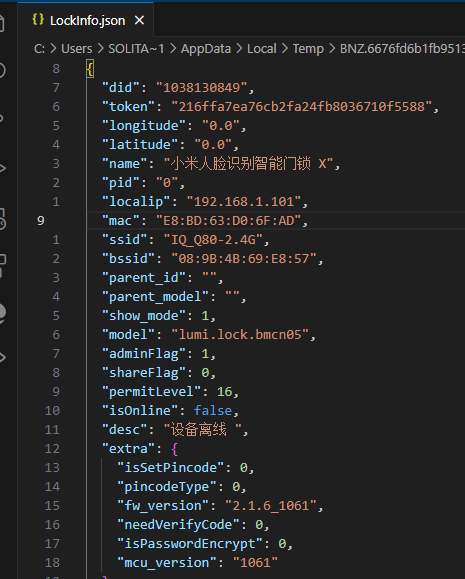 {} LockInfo.json ×
C: > Users > SOLITA~1 > AppData > Local > Temp > BNZ.6676fd6b1fb9513
8 {
7 "did": "1038130849",
6 "token": "216ffa7ea76cb2fa24fb8036710f5588",
5 "longitude": "0.0",
4 "latitude": "0.0",
3 "name": "小米人脸识别智能门锁 X",
2 "pid": "0",
1 "localip": "192.168.1.101",
9 "mac": "E8:BD:63:D0:6F:AD",
1 "ssid": "IQ_Q80-2.4G",
2 "bssid": "08:9B:4B:69:E8:57",
3 "parent_id": "",
4 "parent_model": "",
5 "show_mode": 1,
6 "model": "lumi.lock.bmcn05",
7 "adminFlag": 1,
8 "shareFlag": 0,
9 "permitLevel": 16,
10 "isOnline": false,
11 "desc": "设备离线 ",
12 "extra": {
13 "isSetPincode": 0,
14 "pincodeType": 0,
15 "fw_version": "2.1.6_1061",
16 "needVerifyCode": 0,
17 "isPasswordEncrypt": 0,
18 "mcu_version": "1061"